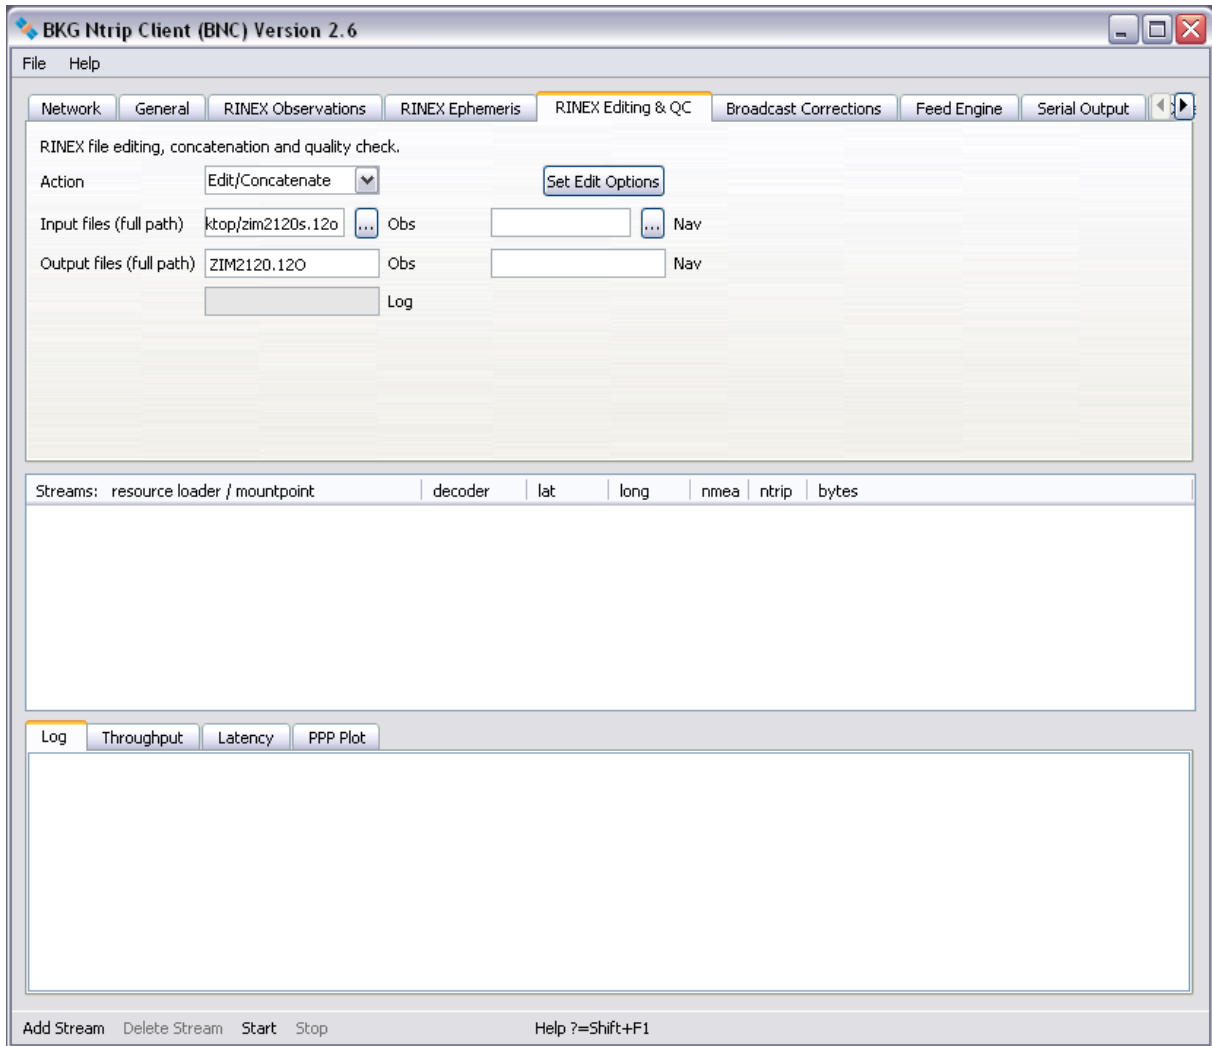 BKG Ntrip Client (BNC) Version 2.6
File Help
Network General RINEX Observations RINEX Ephemeris RINEX Editing & QC Broadcast Corrections Feed Engine Serial Output
RINEX file editing, concatenation and quality check.
Action Edit/Concatenate Set Edit Options
Input files (full path) ktop/zim2120s.12o ... Obs ... Nav
Output files (full path) ZIM2120.12O Obs Nav
Log
Streams: resource loader / mountpoint decoder lat long nmea ntrip bytes
Log Throughput Latency PPP Plot
Add Stream Delete Stream Start Stop Help ?=Shift+F1